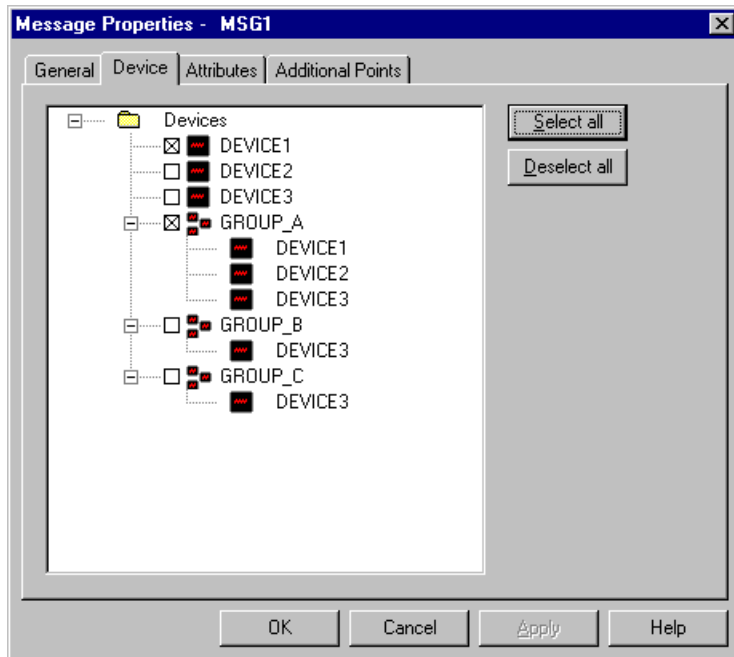 Message Properties - MSG1
General Device Attributes Additional Points
Devices
DEVICE1
DEVICE2
DEVICE3
GROUP_A
DEVICE1
DEVICE2
DEVICE3
GROUP_B
DEVICE3
GROUP_C
DEVICE3
Select all
Deselect all
OK Cancel Apply Help